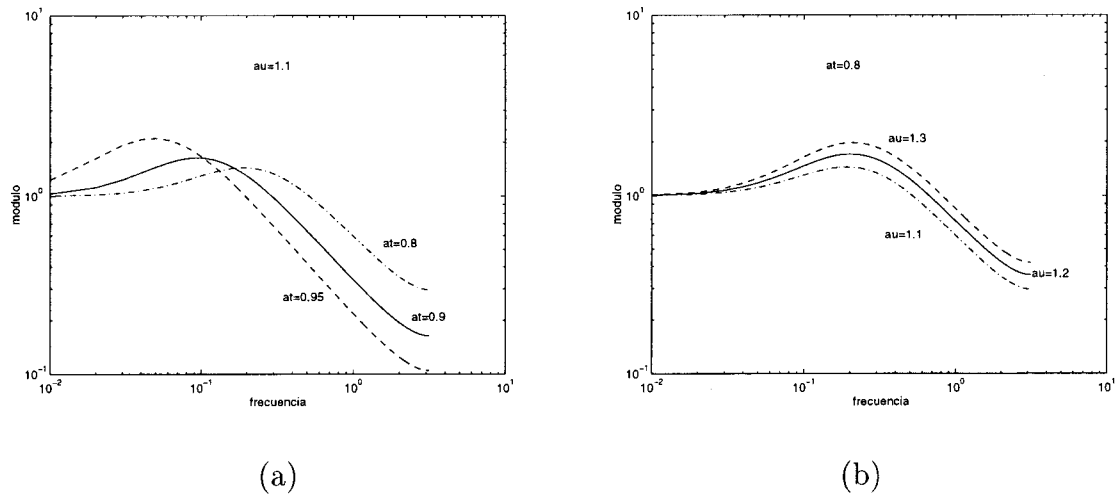 10^1
au=1.1
modulo
10^0
at=0.8
at=0.95
at=0.9
10^-1
10^-2
10^-1
10^0
10^1
frecuencia
(a)
10^1
at=0.8
au=1.3
modulo
10^0
au=1.1
au=1.2
10^-1
10^-2
10^-1
10^0
10^1
frecuencia
(b)